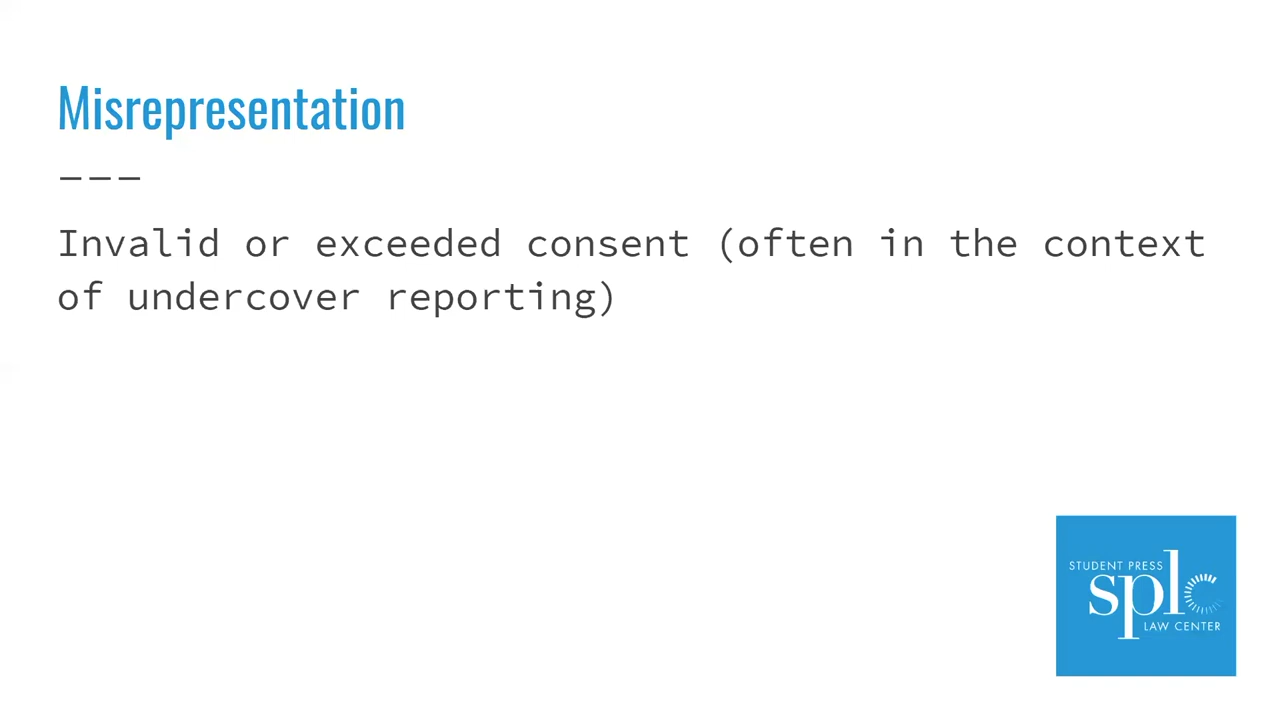 Misrepresentation
–––
Invalid or exceeded consent (often in the context
of undercover reporting)
STUDENT PRESS
splc
LAW CENTER